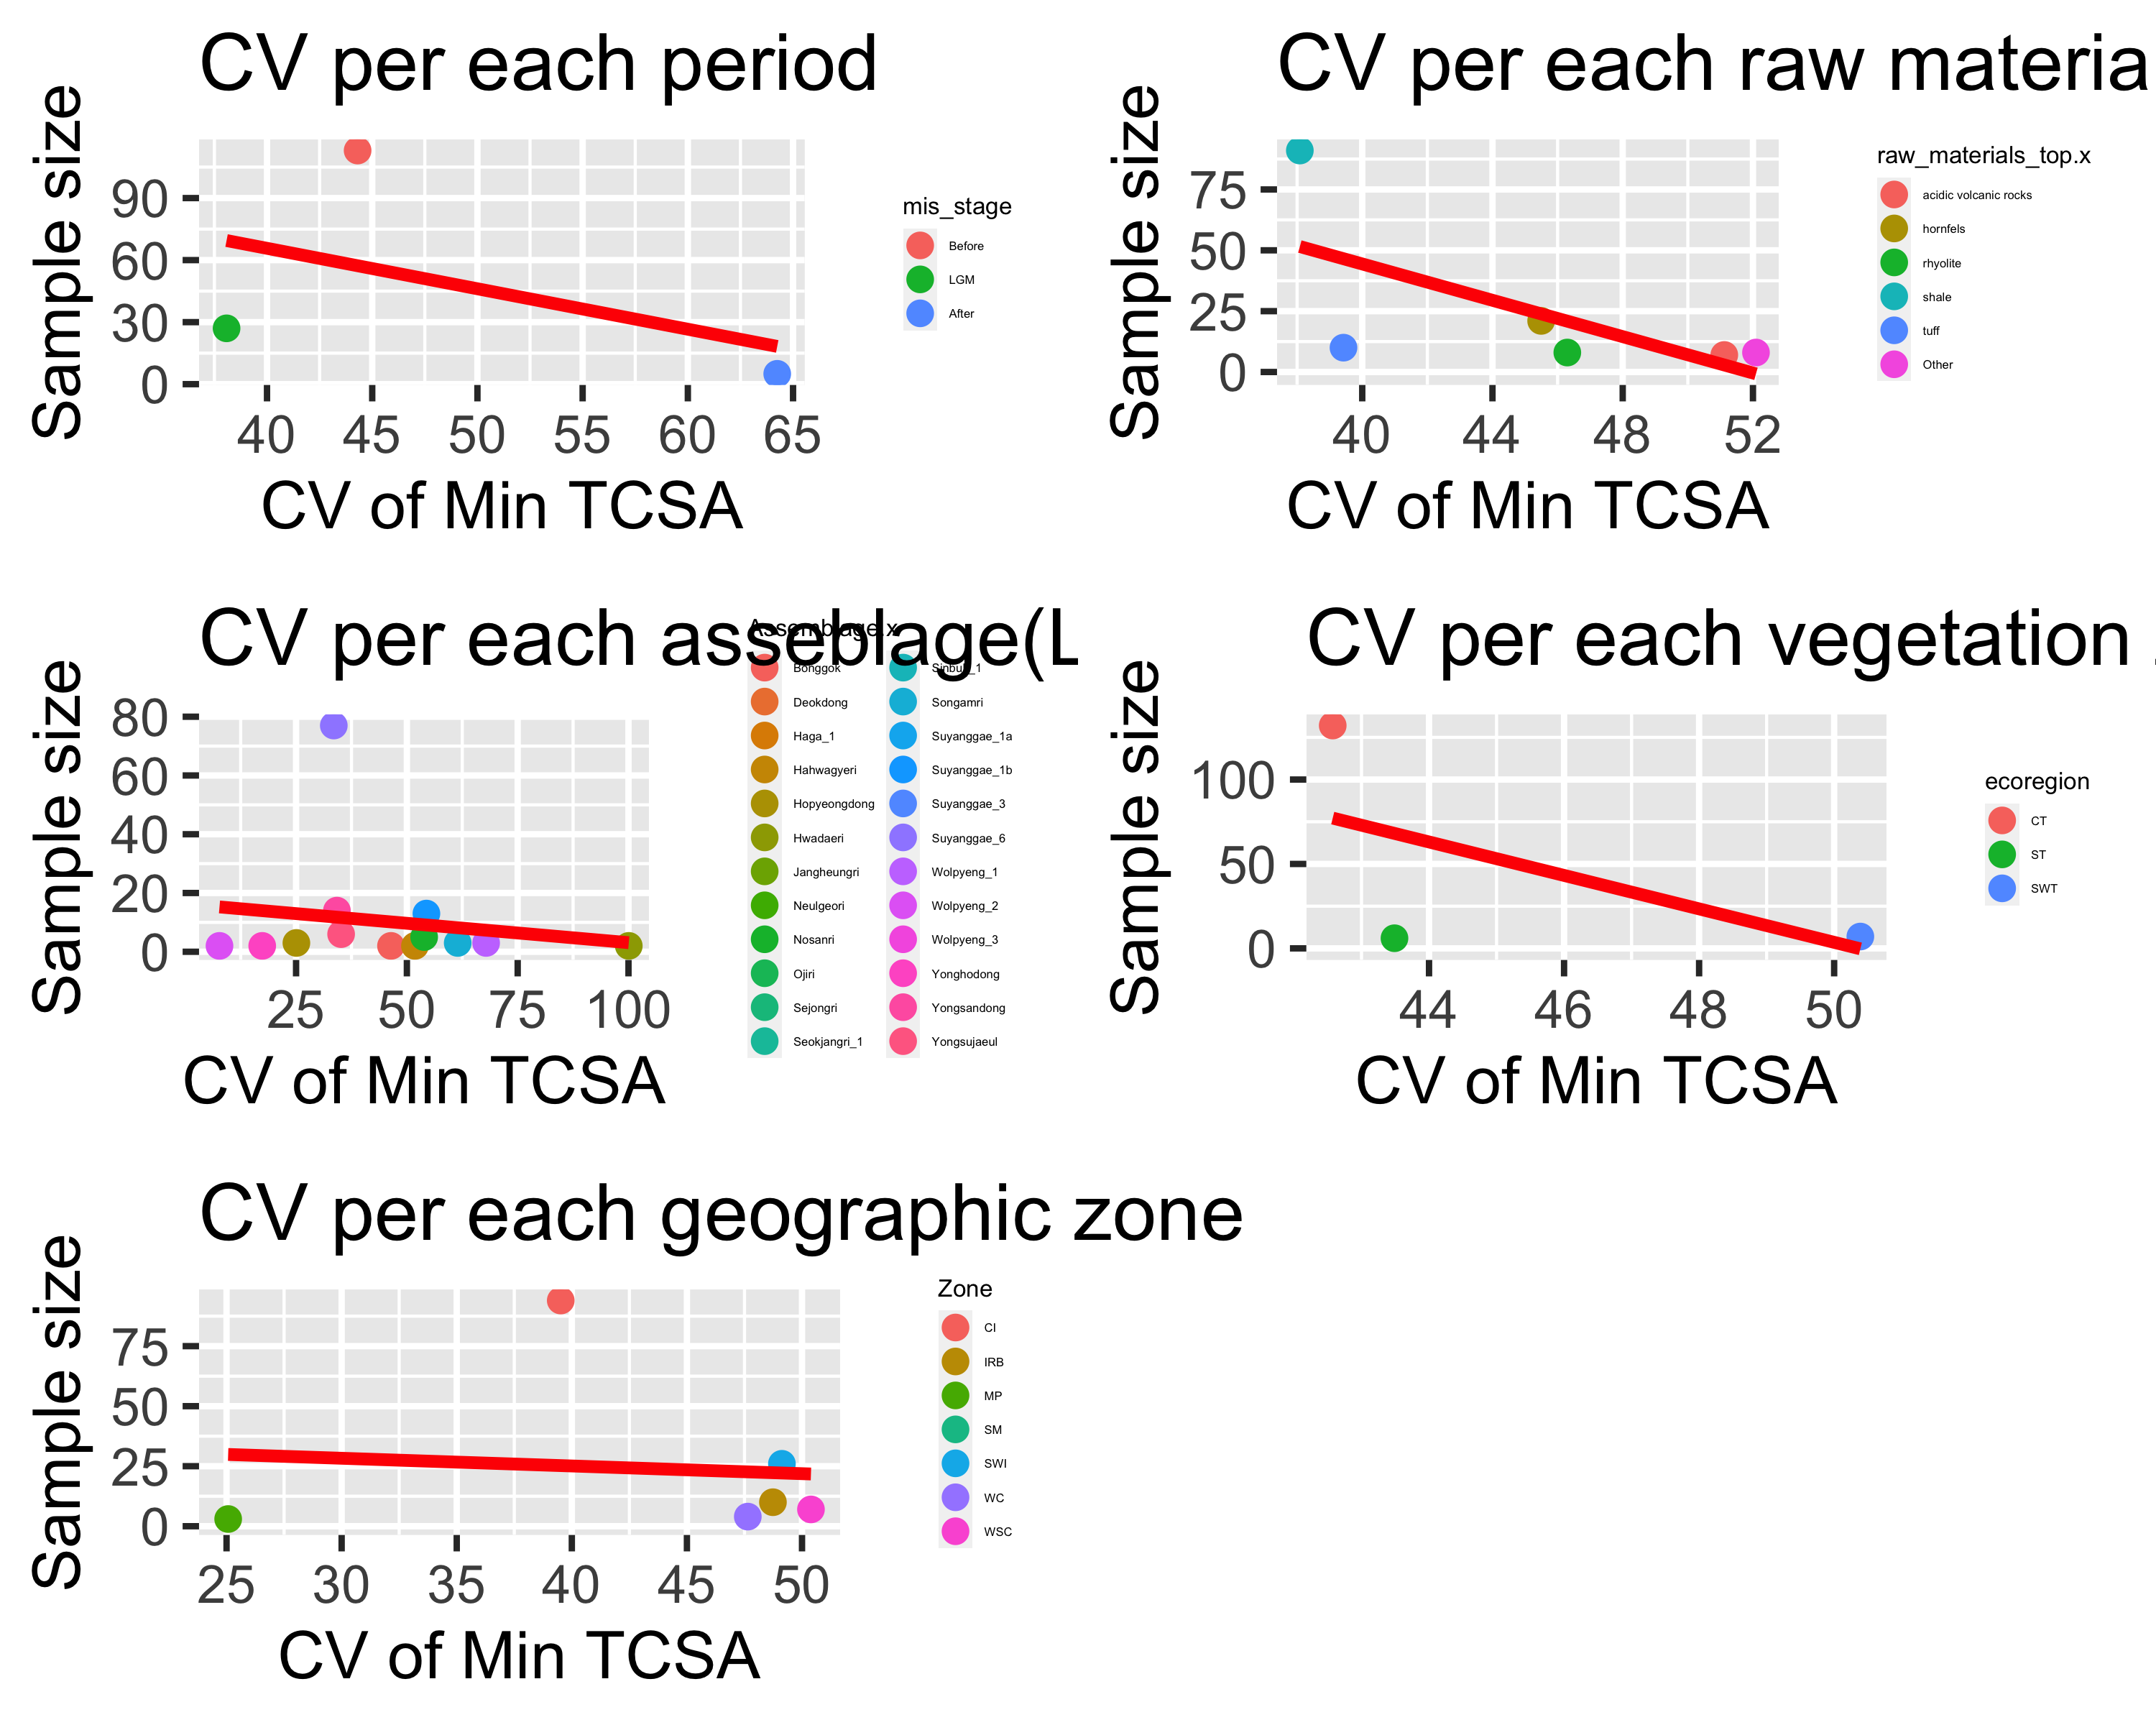 CV per each period
Sample size
90
60
30
0
40 45 50 55 60 65
CV of Min TCSA
mis_stage
Before
LGM
After
CV per each raw materia
Sample size
75
50
25
0
40 44 48 52
CV of Min TCSA
raw_materials_top.x
acidic volcanic rocks
hornfels
rhyolite
shale
tuff
Other
CV per each asseblage(L
Sample size
80
60
40
20
0
25 50 75 100
CV of Min TCSA
Assemblage.x
Bonggok
Deokdong
Haga_1
Hahwagyeri
Hopyeongdong
Hwadaeri
Jangheungri
Neulgeori
Nosanri
Ojiri
Sejongri
Seokjangri_1
Songamri
Suyanggae_1a
Suyanggae_1b
Suyanggae_3
Suyanggae_6
Wolpyeng_1
Wolpyeng_2
Wolpyeng_3
Yonghodong
Yongsandong
Yongsujaeul
CV per each vegetation
Sample size
100
50
0
44 46 48 50
CV of Min TCSA
ecoregion
CT
ST
SWT
CV per each geographic zone
Sample size
75
50
25
0
25 30 35 40 45 50
CV of Min TCSA
Zone
CI
IRB
MP
SM
SWI
WC
WSC